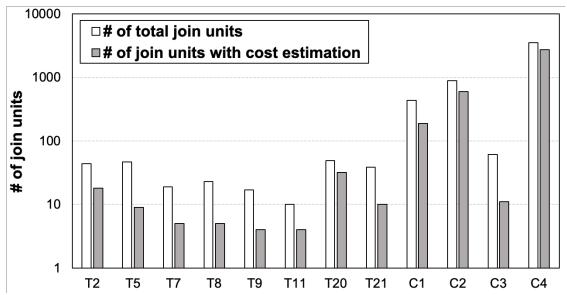 # of total join units
# of join units with cost estimation
# of join units
10000
1000
100
10
1
T2 T5 T7 T8 T9 T11 T20 T21 C1 C2 C3 C4